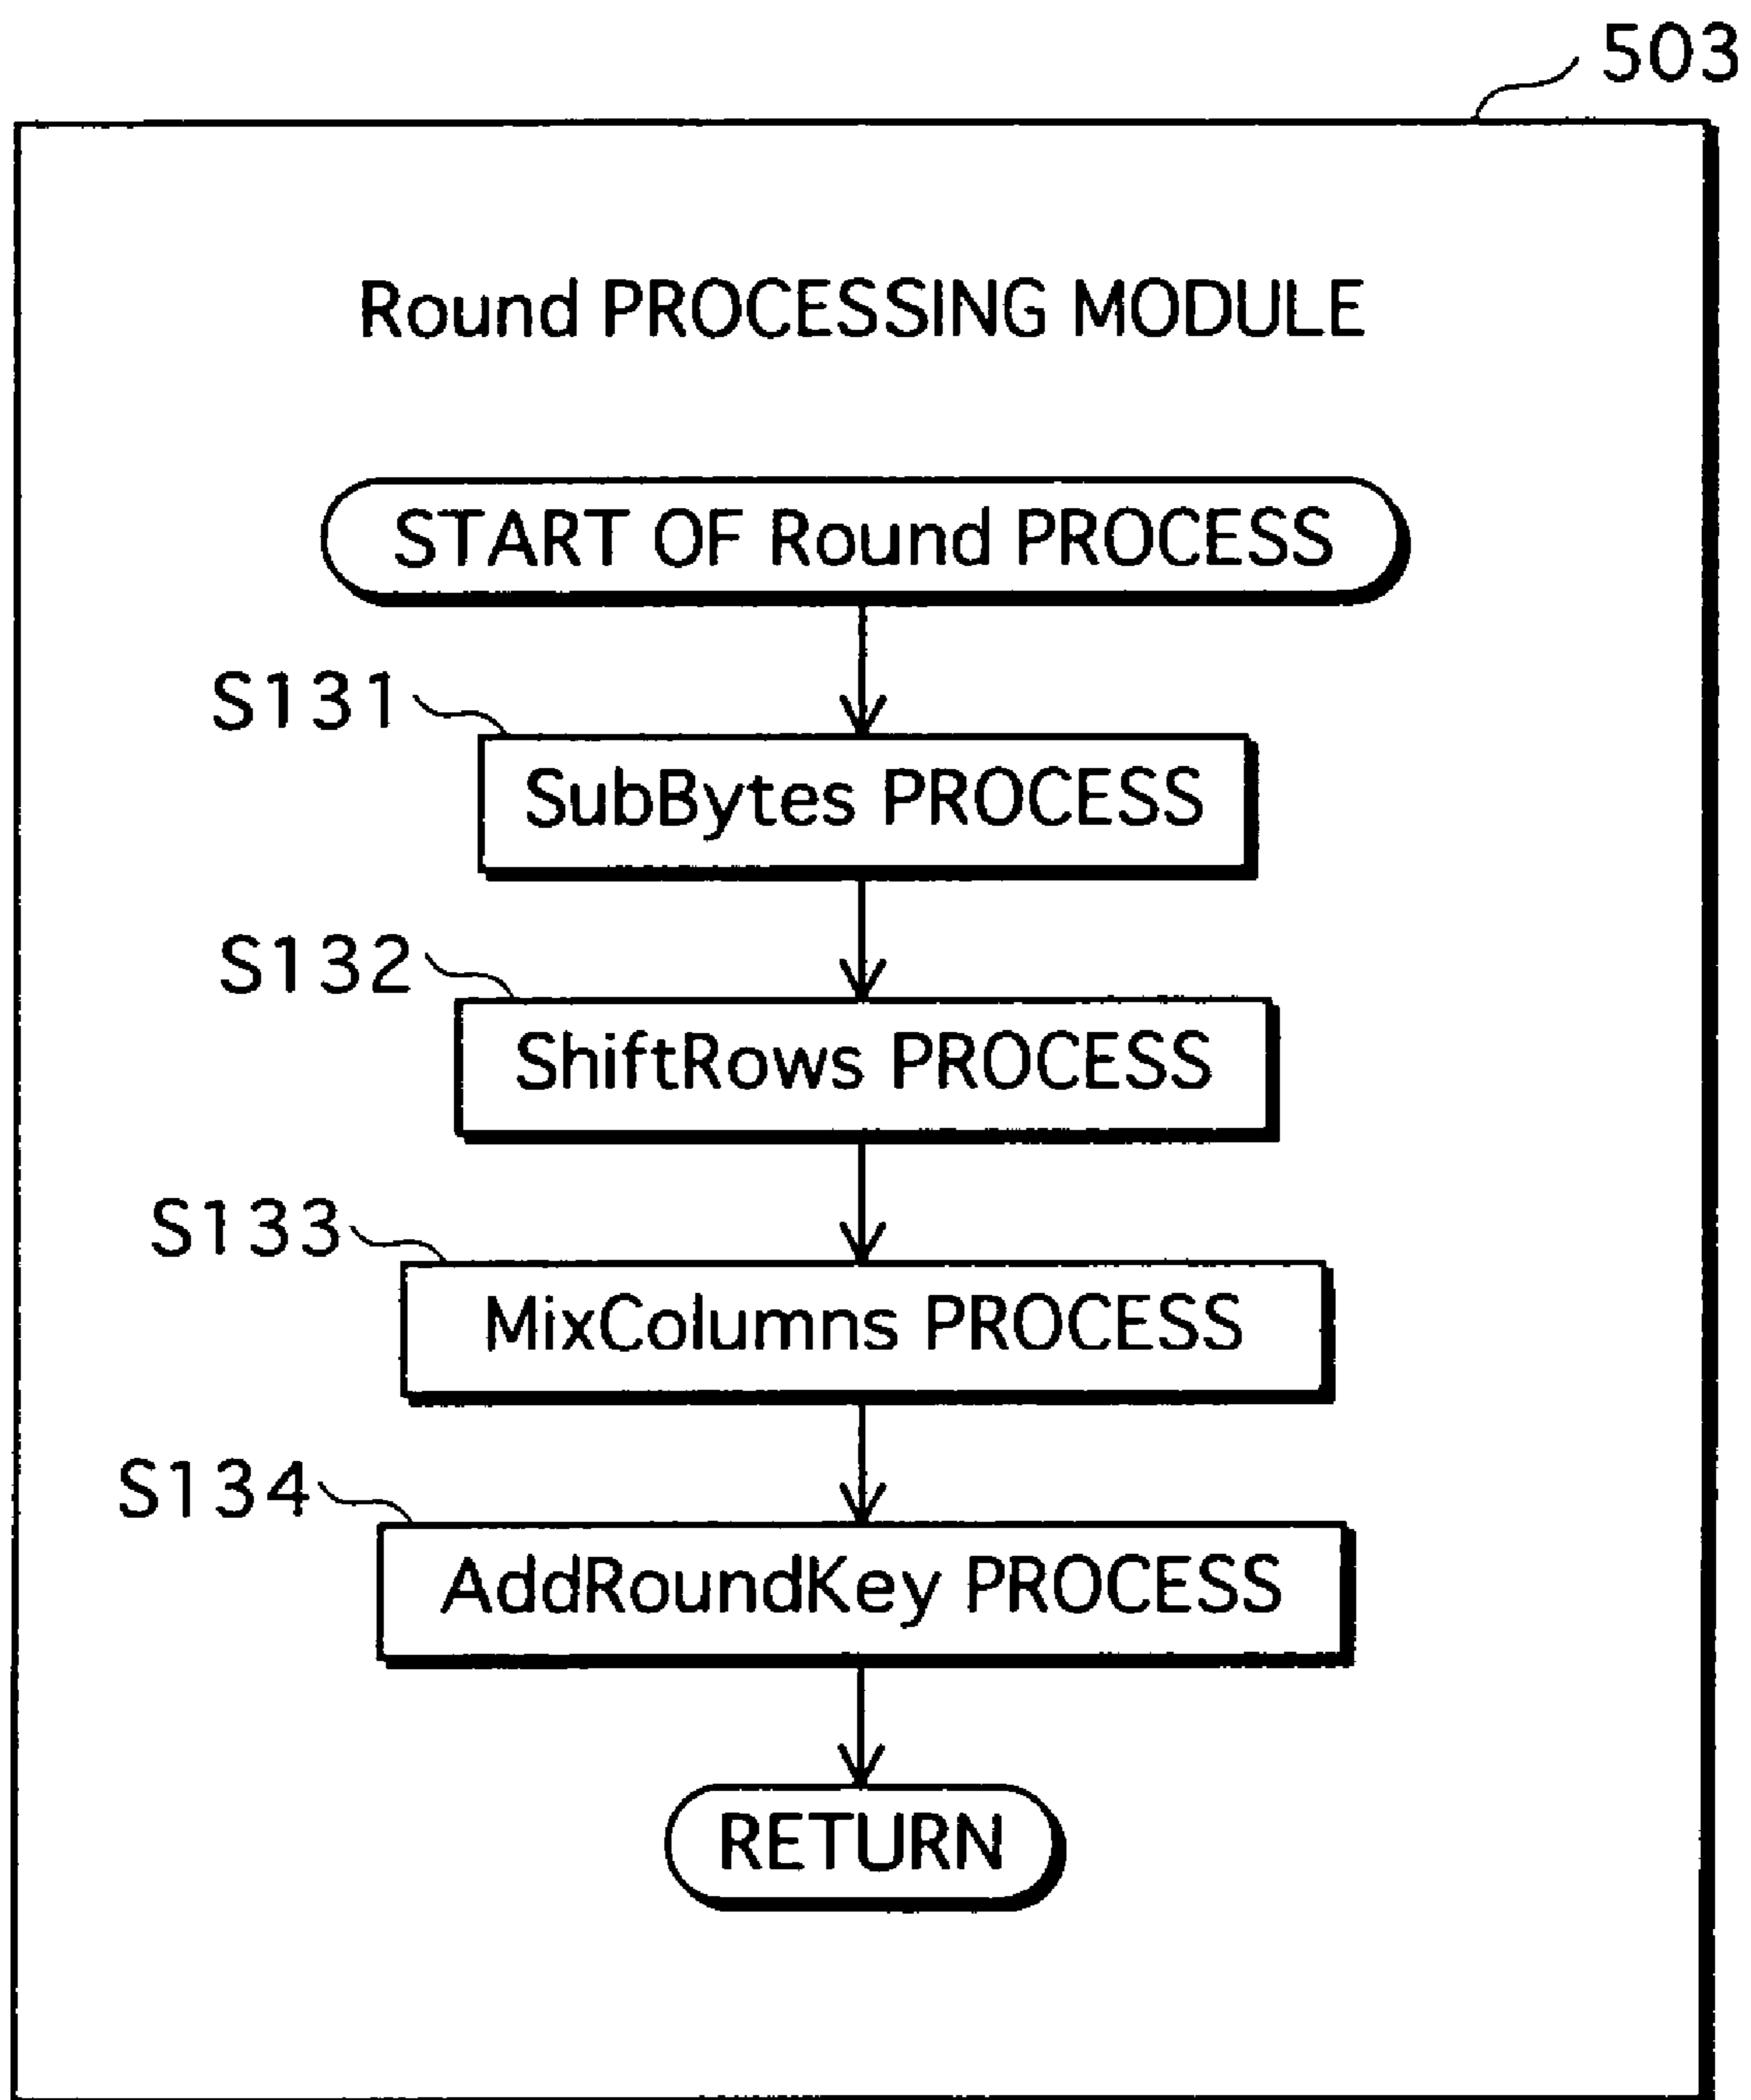 503
Round PROCESSING MODULE
START OF Round PROCESS
S131
SubBytes PROCESS
S132
ShiftRows PROCESS
S133
MixColumns PROCESS
S134
AddRoundKey PROCESS
RETURN